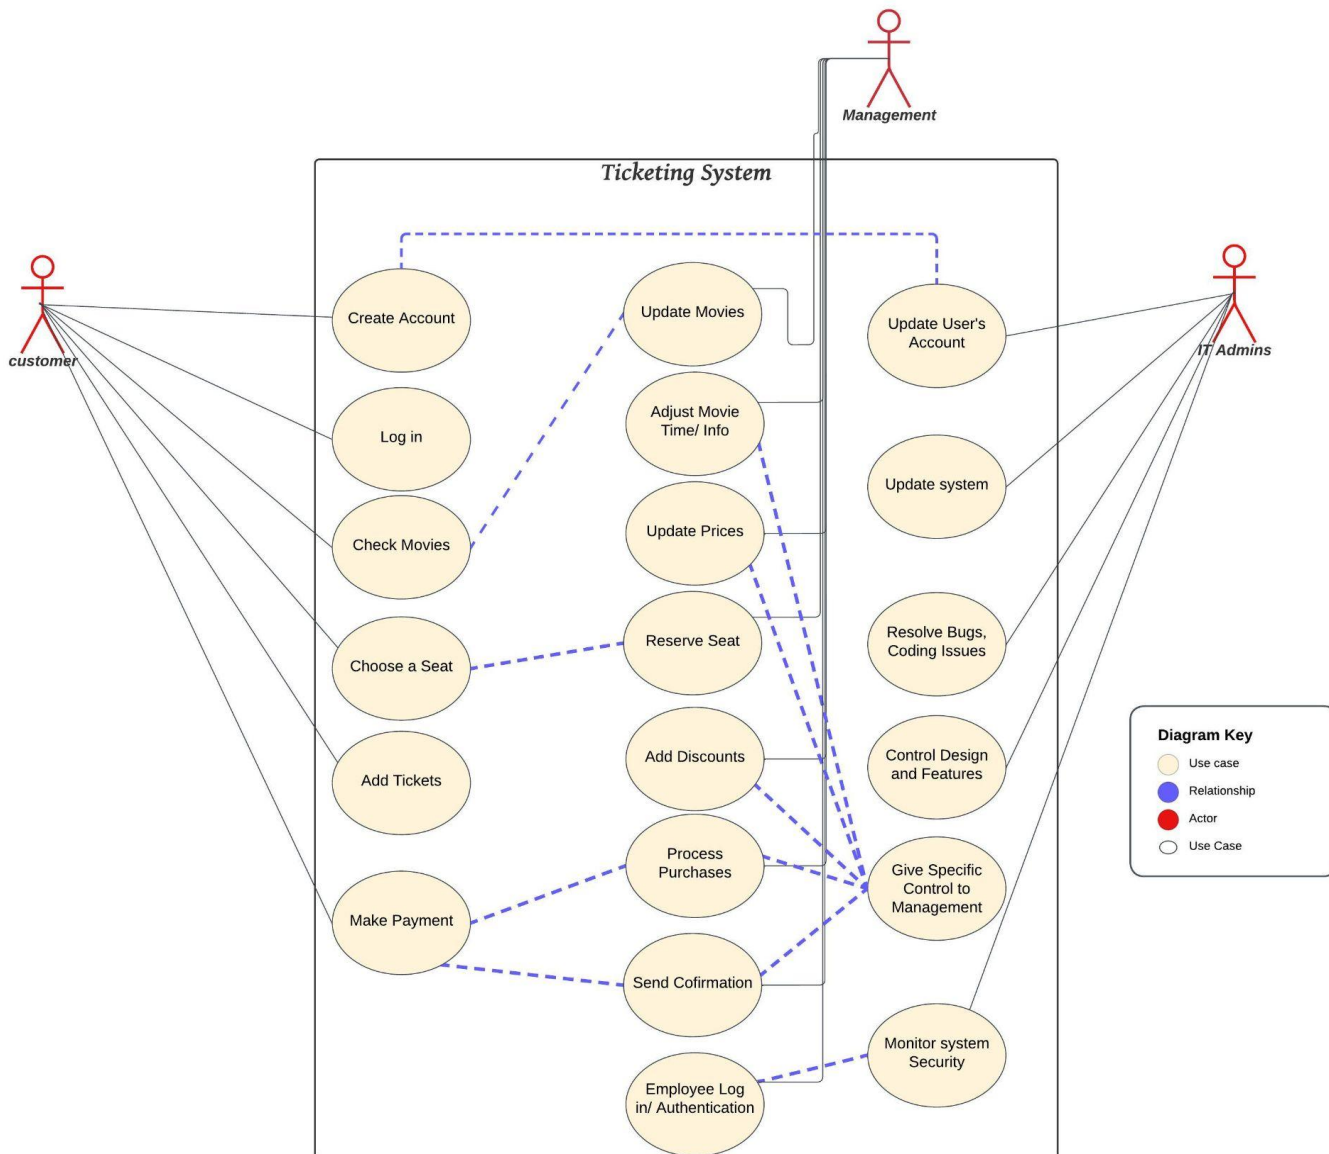 Management
Ticketing System
customer
IT Admins
Create Account
Log in
Check Movies
Choose a Seat
Add Tickets
Make Payment
Update Movies
Adjust Movie
Time/ Info
Update Prices
Reserve Seat
Add Discounts
Process
Purchases
Send Cofirmation
Employee Log
in/ Authentication
Update User's
Account
Update system
Resolve Bugs,
Coding Issues
Control Design
and Features
Give Specific
Control to
Management
Monitor system
Security
Diagram Key
Use case
Relationship
Actor
Use Case